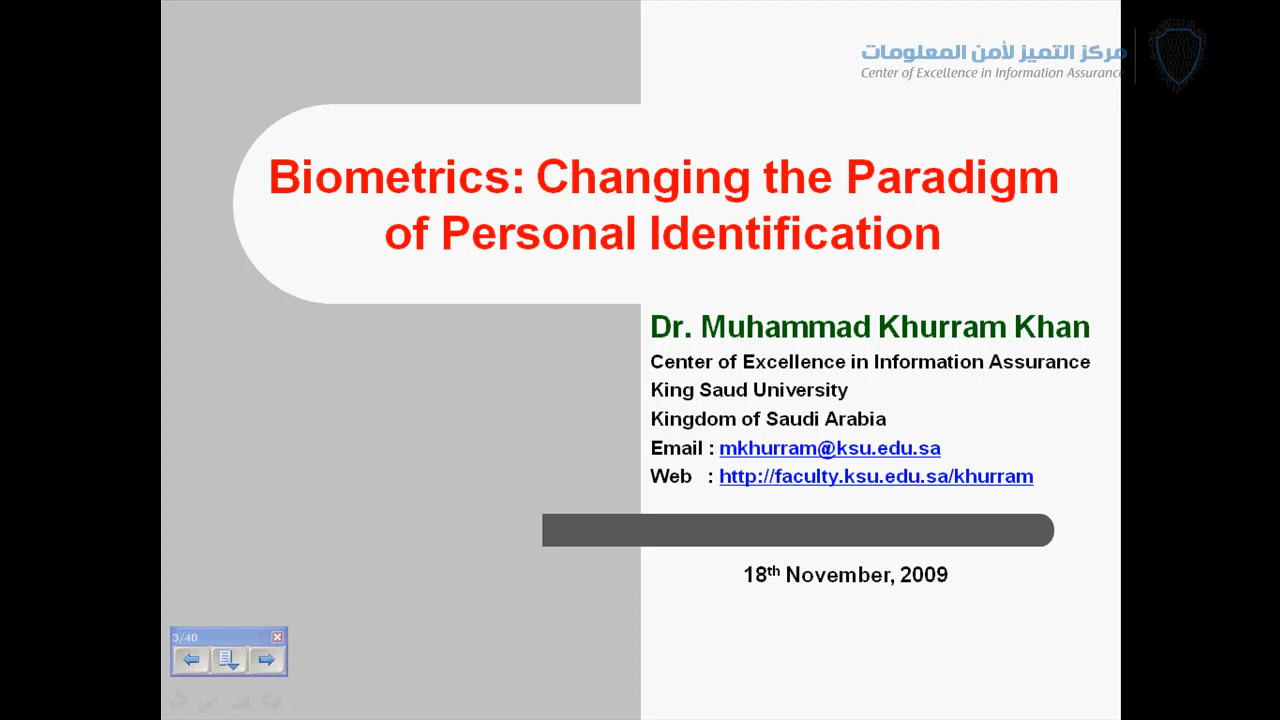 مركز التميز لأمن المعلومات
Center of Excellence in Information Assurance
Biometrics: Changing the Paradigm
of Personal Identification
Dr. Muhammad Khurram Khan
Center of Excellence in Information Assurance
King Saud University
Kingdom of Saudi Arabia
Email : mkhurram@ksu.edu.sa
Web : http://faculty.ksu.edu.sa/khurram
18th November, 2009
3/40